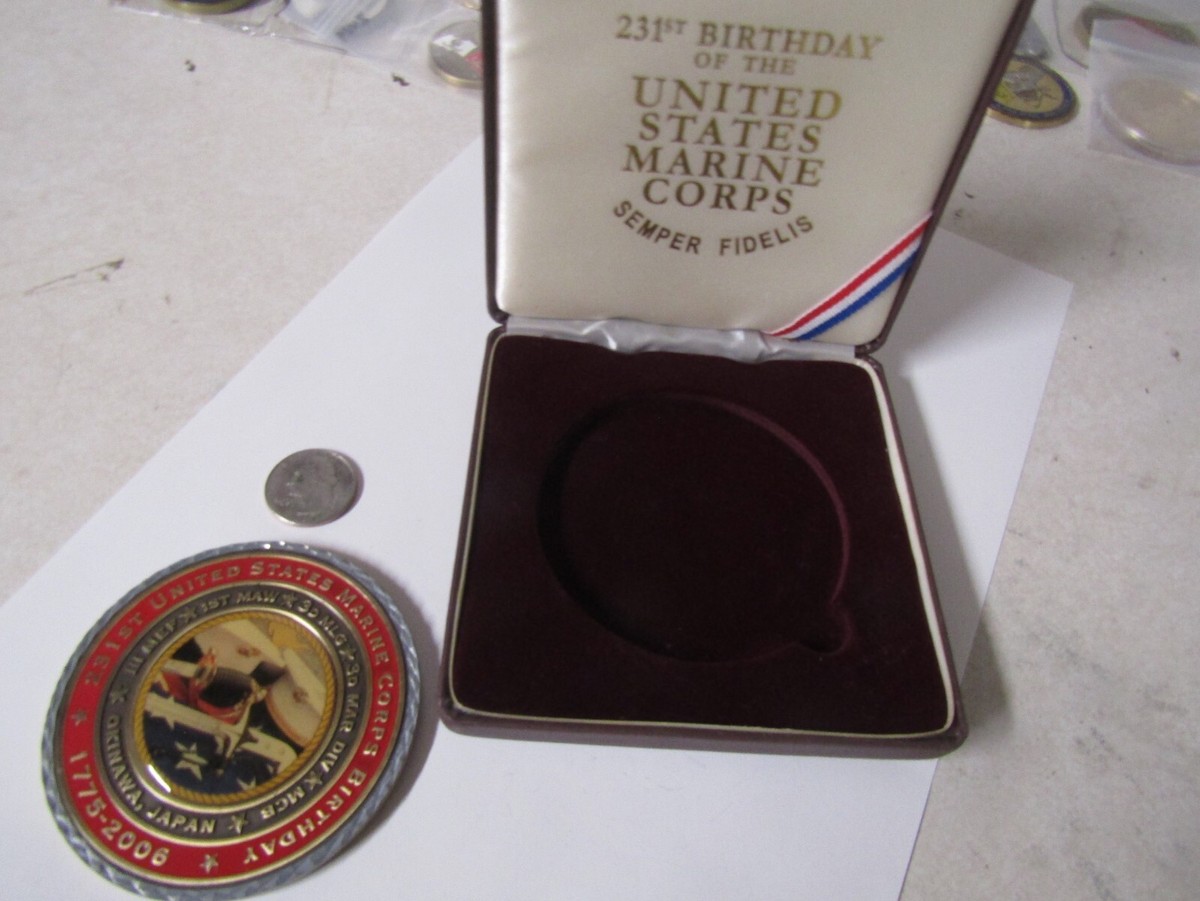 231ST BIRTHDAY
OF THE
UNITED
STATES
MARINE
CORPS
SEMPER FIDELIS
231ST UNITED STATES MARINE CORPS BIRTHDAY
1775-2006
III MEF ★ 1ST MAW ★ 3D MLG ★ 3D MAR DIV ★ MCB
OKINAWA, JAPAN